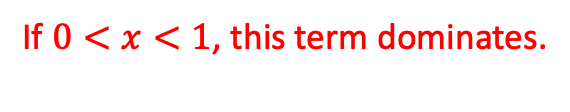 If 0 < 𝑥 < 1, this term dominates.